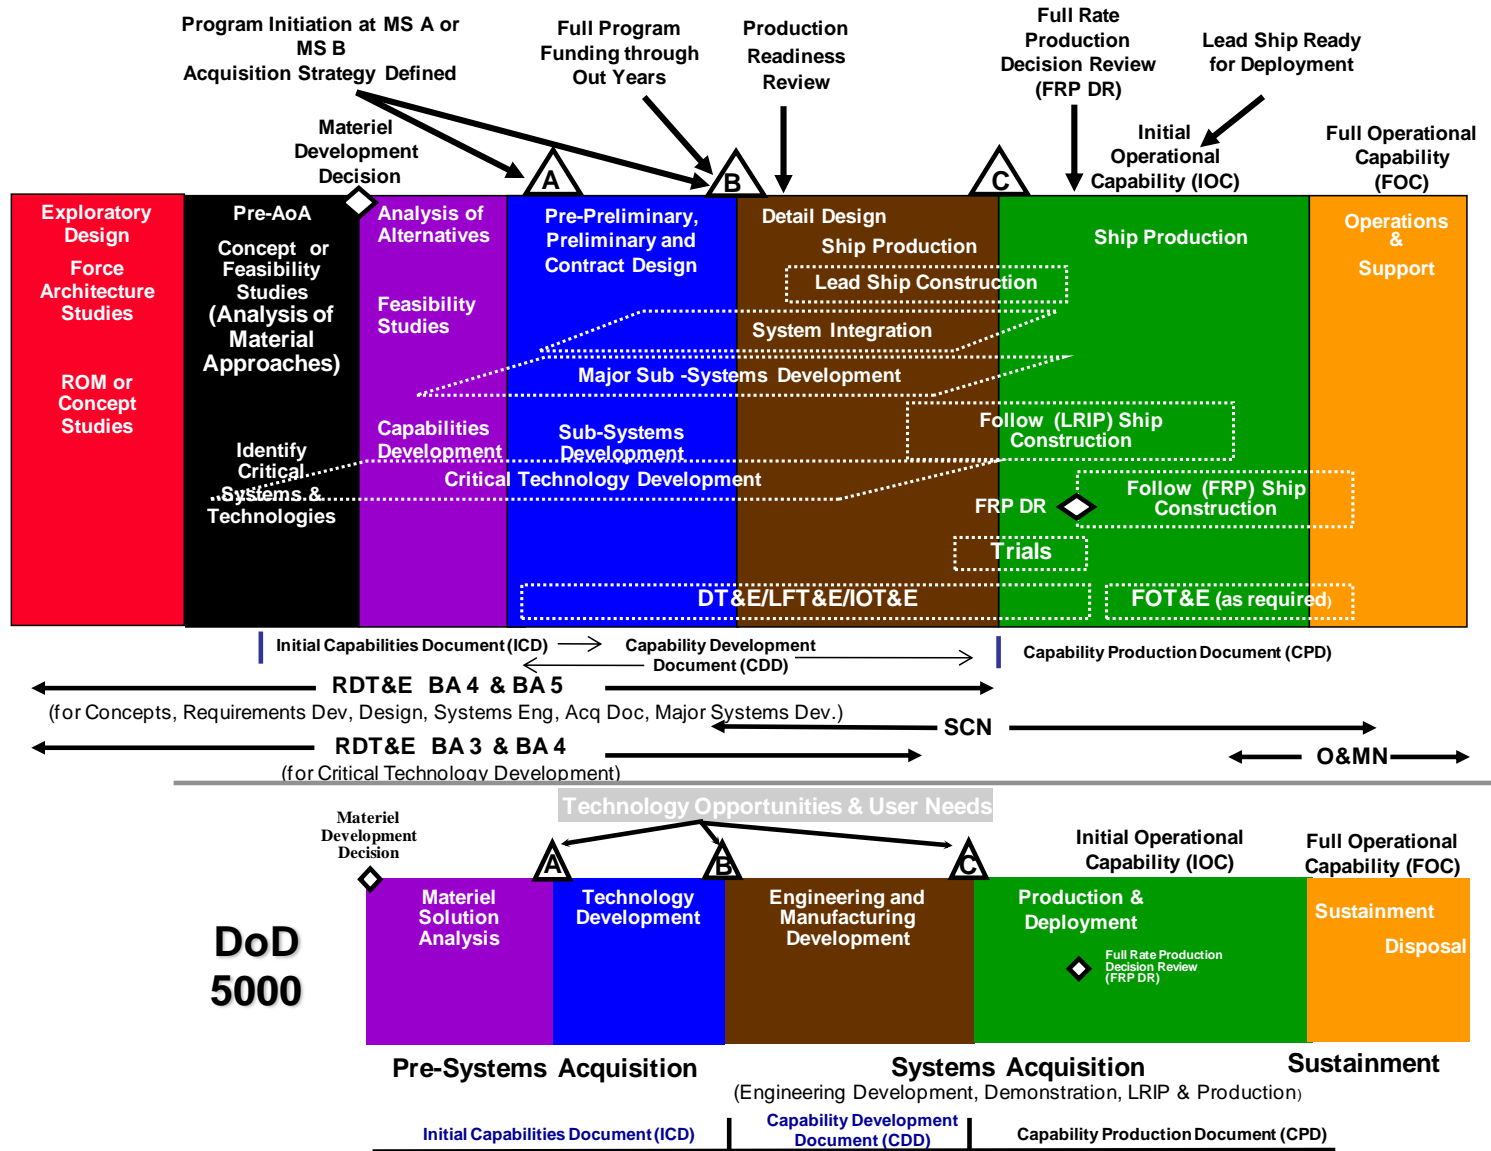 Program Initiation at MS A or
MS B
Acquisition Strategy Defined
Full Program
Funding through
Out Years
Production
Readiness
Review
Full Rate
Production
Decision Review
(FRP DR)
Lead Ship Ready
for Deployment
Materiel
Development
Decision
Initial
Operational
Capability (IOC)
Full Operational
Capability
(FOC)
A
B
C
Exploratory
Design
Force
Architecture
Studies
ROM or
Concept
Studies
Pre-AoA
Concept or
Feasibility
Studies
(Analysis of
Material
Approaches)
Identify
Critical
Systems &
Technologies
Analysis of
Alternatives
Feasibility
Studies
Capabilities
Development
Pre-Preliminary,
Preliminary and
Contract Design
Sub-Systems
Development
Detail Design
Ship Production
Lead Ship Construction
System Integration
Major Sub -Systems Development
Critical Technology Development
Ship Production
Follow (LRIP) Ship
Construction
FRP DR
Follow (FRP) Ship
Construction
Trials
DT&E/LFT&E/IOT&E
FOT&E (as required)
Operations
&
Support
Initial Capabilities Document (ICD)
Capability Development
Document (CDD)
Capability Production Document (CPD)
RDT&E BA 4 & BA 5
(for Concepts, Requirements Dev, Design, Systems Eng, Acq Doc, Major Systems Dev.)
SCN
RDT&E BA 3 & BA 4
(for Critical Technology Development)
O&MN
Technology Opportunities & User Needs
Materiel
Development
Decision
A
B
C
Initial Operational
Capability (IOC)
Full Operational
Capability (FOC)
DoD
5000
Materiel
Solution
Analysis
Technology
Development
Engineering and
Manufacturing
Development
Production &
Deployment
Full Rate Production
Decision Review
(FRP DR)
Sustainment
Disposal
Pre-Systems Acquisition
Systems Acquisition
(Engineering Development, Demonstration, LRIP & Production)
Sustainment
Initial Capabilities Document (ICD)
Capability Development
Document (CDD)
Capability Production Document (CPD)